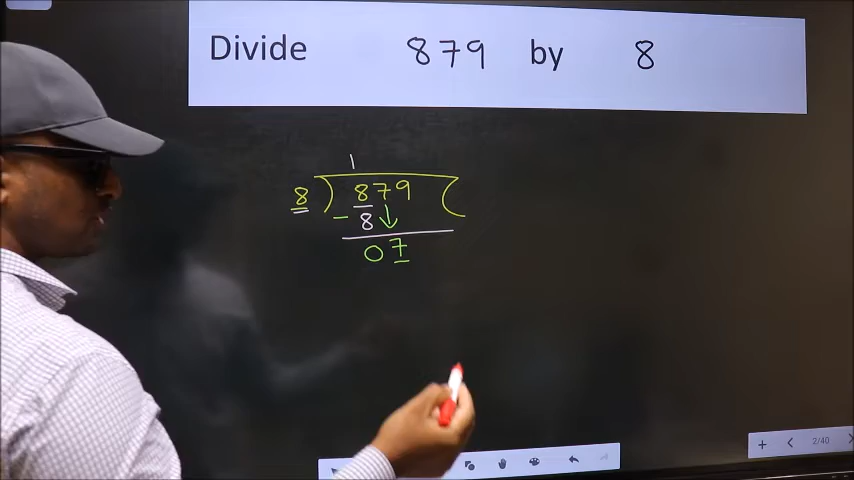 Divide 879 by 8
1
8 ) 879 (
- 8 ↓
07
+ < 2/40 >